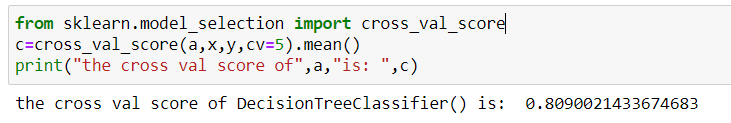 from sklearn.model_selection import cross_val_score
c=cross_val_score(a,x,y,cv=5).mean()
print("the cross val score of",a,"is: ",c)
the cross val score of DecisionTreeClassifier() is:  0.8090021433674683